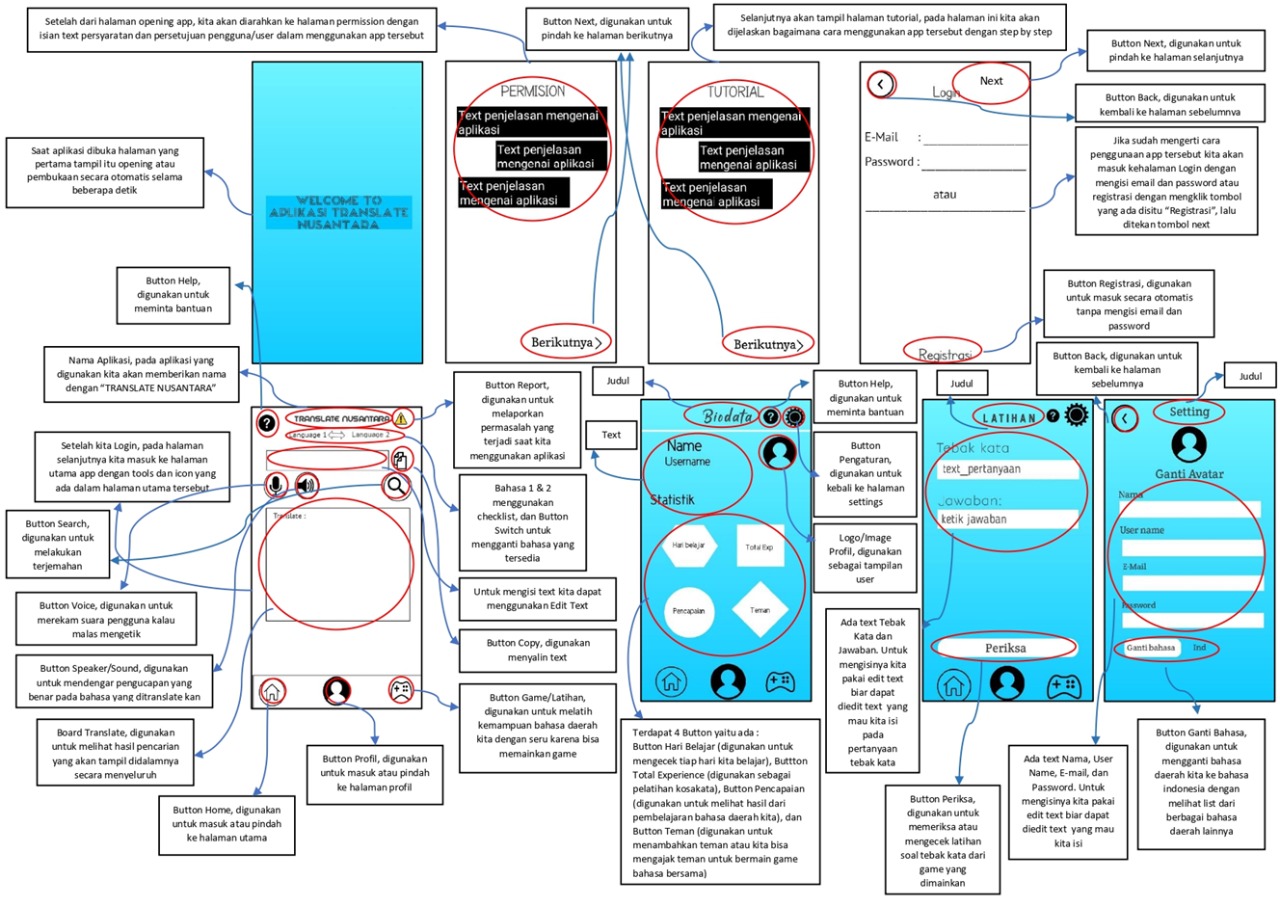 Setelah dari halaman opening app, kita akan diarahkan ke halaman permission dengan
isian text persyaratan dan persetujuan pengguna/user dalam menggunakan app tersebut
Button Next, digunakan untuk
pindah ke halaman berikutnya
Selanjutnya akan tampil halaman tutorial, pada halaman ini kita akan
dijelaskan bagaimana cara menggunakan app tersebut dengan step by step
Button Next, digunakan untuk
pindah ke halaman selanjutnya
Button Back, digunakan untuk
kembali ke halaman sebelumnya
Saat aplikasi dibuka halaman yang
pertama tampil itu opening atau
pembukaan secara otomatis selama
beberapa detik
WELCOME TO
APLIKASI TRANSLATE
NUSANTARA
PERMISION
Text penjelasan mengenai
aplikasi
Text penjelasan
mengenai aplikasi
Text penjelasan
mengenai aplikasi
Berikutnya >
TUTORIAL
Text penjelasan mengenai
aplikasi
Text penjelasan
mengenai aplikasi
Text penjelasan
mengenai aplikasi
Berikutnya >
<
Login
Next
E-Mail :
Password :
atau
Registrasi
Jika sudah mengerti cara
penggunaan app tersebut kita akan
masuk kehalaman Login dengan
mengisi email dan password atau
registrasi dengan mengklik tombol
yang ada disitu "Registrasi", lalu
ditekan tombol next
Button Registrasi, digunakan
untuk masuk secara otomatis
tanpa mengisi email dan
password
Button Help,
digunakan untuk
meminta bantuan
Nama Aplikasi, pada aplikasi yang
digunakan kita akan memberikan nama
dengan "TRANSLATE NUSANTARA"
Setelah kita Login, pada halaman
selanjutnya kita masuk ke halaman
utama app dengan tools dan icon yang
ada dalam halaman utama tersebut
Button Search,
digunakan untuk
melakukan
terjemahan
Button Voice, digunakan untuk
merekam suara pengguna kalau
malas mengetik
Button Speaker/Sound, digunakan
untuk mendengar pengucapan yang
benar pada bahasa yang ditranslate kan
Board Translate, digunakan
untuk melihat hasil pencarian
yang akan tampil didalamnya
secara menyeluruh
Button Home, digunakan
untuk masuk atau pindah
ke halaman utama
Button Profil, digunakan
untuk masuk atau pindah
ke halaman profil
?
TRANSLATE NUSANTARA
Language 1
Language 2
Translate :
Button Report,
digunakan untuk
melaporkan
permasalah yang
terjadi saat kita
menggunakan aplikasi
Bahasa 1 & 2
menggunakan
checklist, dan Button
Switch untuk
mengganti bahasa yang
tersedia
Untuk mengisi text kita dapat
menggunakan Edit Text
Button Copy, digunakan
menyalin text
Button Game/Latihan,
digunakan untuk melatih
kemampuan bahasa daerah
kita dengan seru karena bisa
memainkan game
Judul
Text
Biodata
?
Name
Username
Statistik
Hari belajar
Total Exp
Pencapaian
Teman
Button Help,
digunakan untuk
meminta bantuan
Button
Pengaturan,
digunakan untuk
kebali ke halaman
settings
Logo/Image
Profil, digunakan
sebagai tampilan
user
Terdapat 4 Button yaitu ada :
Button Hari Belajar (digunakan untuk
mengecek tiap hari kita belajar), Buttton
Total Experience (digunakan sebagai
pelatihan kosakata), Button Pencapaian
(digunakan untuk melihat hasil dari
pembelajaran bahasa daerah kita), dan
Button Teman (digunakan untuk
menambahkan teman atau kita bisa
mengajak teman untuk bermain game
bahasa bersama)
Judul
LATIHAN
?
Tebak kata
text_pertanyaan
Jawaban:
ketik jawaban
Periksa
Ada text Tebak
Kata dan
Jawaban. Untuk
mengisinya kita
pakai edit text
biar dapat
diedit text yang
mau kita isi
pada
pertanyaan
tebak kata
Button Periksa,
digunakan untuk
memeriksa atau
mengecek latihan
soal tebak kata dari
game yang
dimainkan
Button Back, digunakan untuk
kembali ke halaman
sebelumnya
Judul
<
Setting
Ganti Avatar
Nama
User name
E-Mail
Password
Ganti bahasa
Ind
Ada text Nama, User
Name, E-mail, dan
Password. Untuk
mengisinya kita pakai
edit text biar dapat
diedit text yang mau
kita isi
Button Ganti Bahasa,
digunakan untuk
mengganti bahasa
daerah kita ke bahasa
indonesia dengan
melihat list dari
berbagai bahasa
daerah lainnya